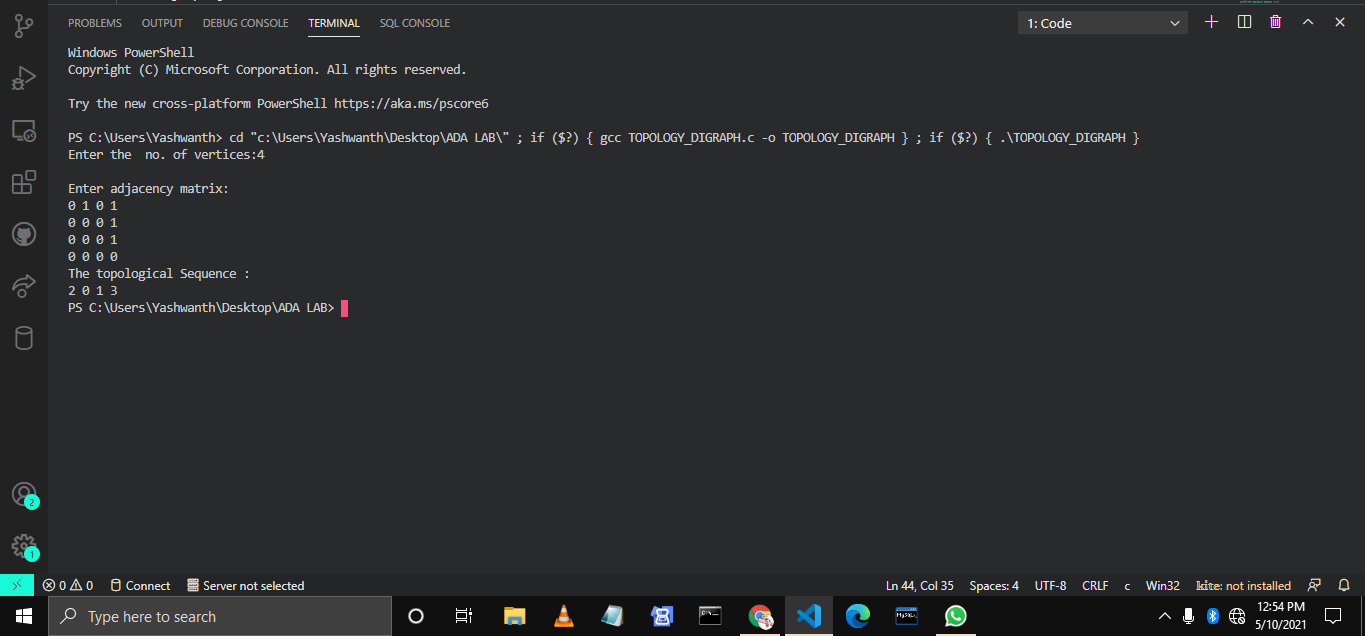 PROBLEMS OUTPUT DEBUG CONSOLE TERMINAL SQL CONSOLE 1: Code
Windows PowerShell
Copyright (C) Microsoft Corporation. All rights reserved.
Try the new cross-platform PowerShell https://aka.ms/pscore6
PS C:\Users\Yashwanth> cd "c:\Users\Yashwanth\Desktop\ADA LAB\" ; if ($?) { gcc TOPOLOGY_DIGRAPH.c -o TOPOLOGY_DIGRAPH } ; if ($?) { .\TOPOLOGY_DIGRAPH }
Enter the  no. of vertices:4
Enter adjacency matrix:
0 1 0 1
0 0 0 1
0 0 0 1
0 0 0 0
The topological Sequence :
2 0 1 3
PS C:\Users\Yashwanth\Desktop\ADA LAB>
2
1
0 0 Connect Server not selected Ln 44, Col 35 Spaces: 4 UTF-8 CRLF c Win32 kite: not installed
Type here to search MySQL 12:54 PM
5/10/2021